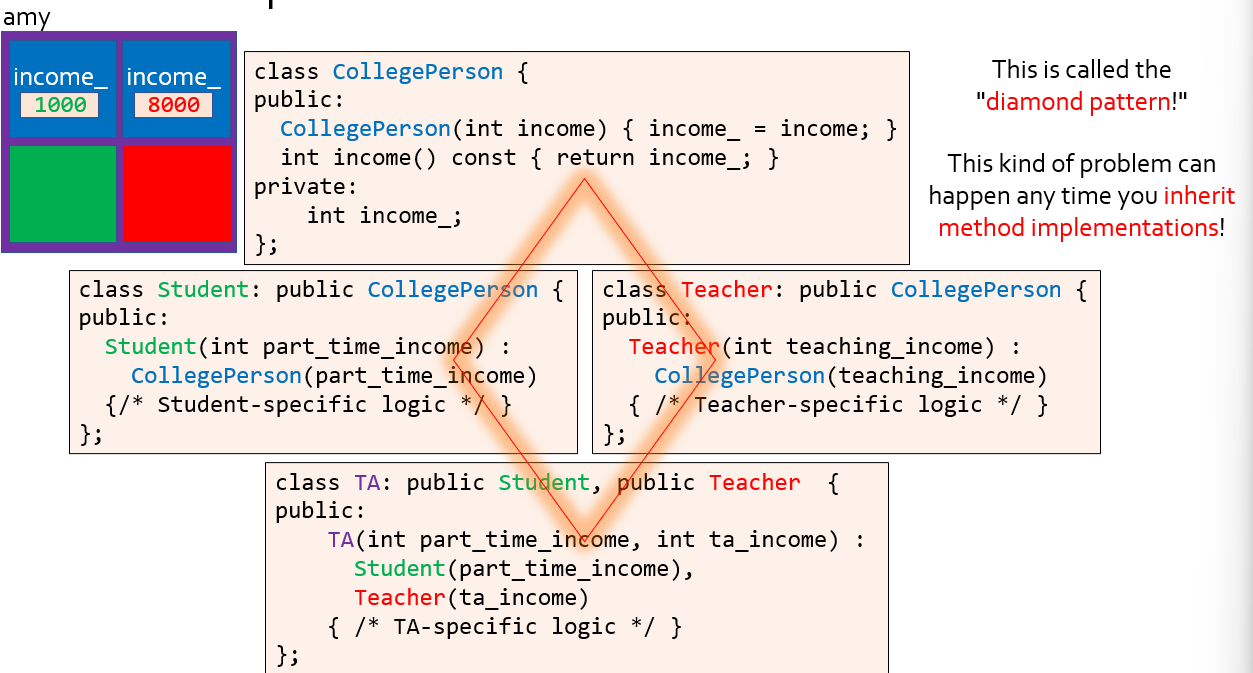 amy
income_ income_
1000 8000
class CollegePerson {
public:
  CollegePerson(int income) { income_ = income; }
  int income() const { return income_; }
private:
    int income_;
};
This is called the
"diamond pattern!"
This kind of problem can
happen any time you inherit
method implementations!
class Student: public CollegePerson {
public:
  Student(int part_time_income) :
    CollegePerson(part_time_income)
  {/* Student-specific logic */ }
};
class Teacher: public CollegePerson {
public:
  Teacher(int teaching_income) :
    CollegePerson(teaching_income)
  { /* Teacher-specific logic */ }
};
class TA: public Student, public Teacher  {
public:
    TA(int part_time_income, int ta_income) :
      Student(part_time_income),
      Teacher(ta_income)
    { /* TA-specific logic */ }
};